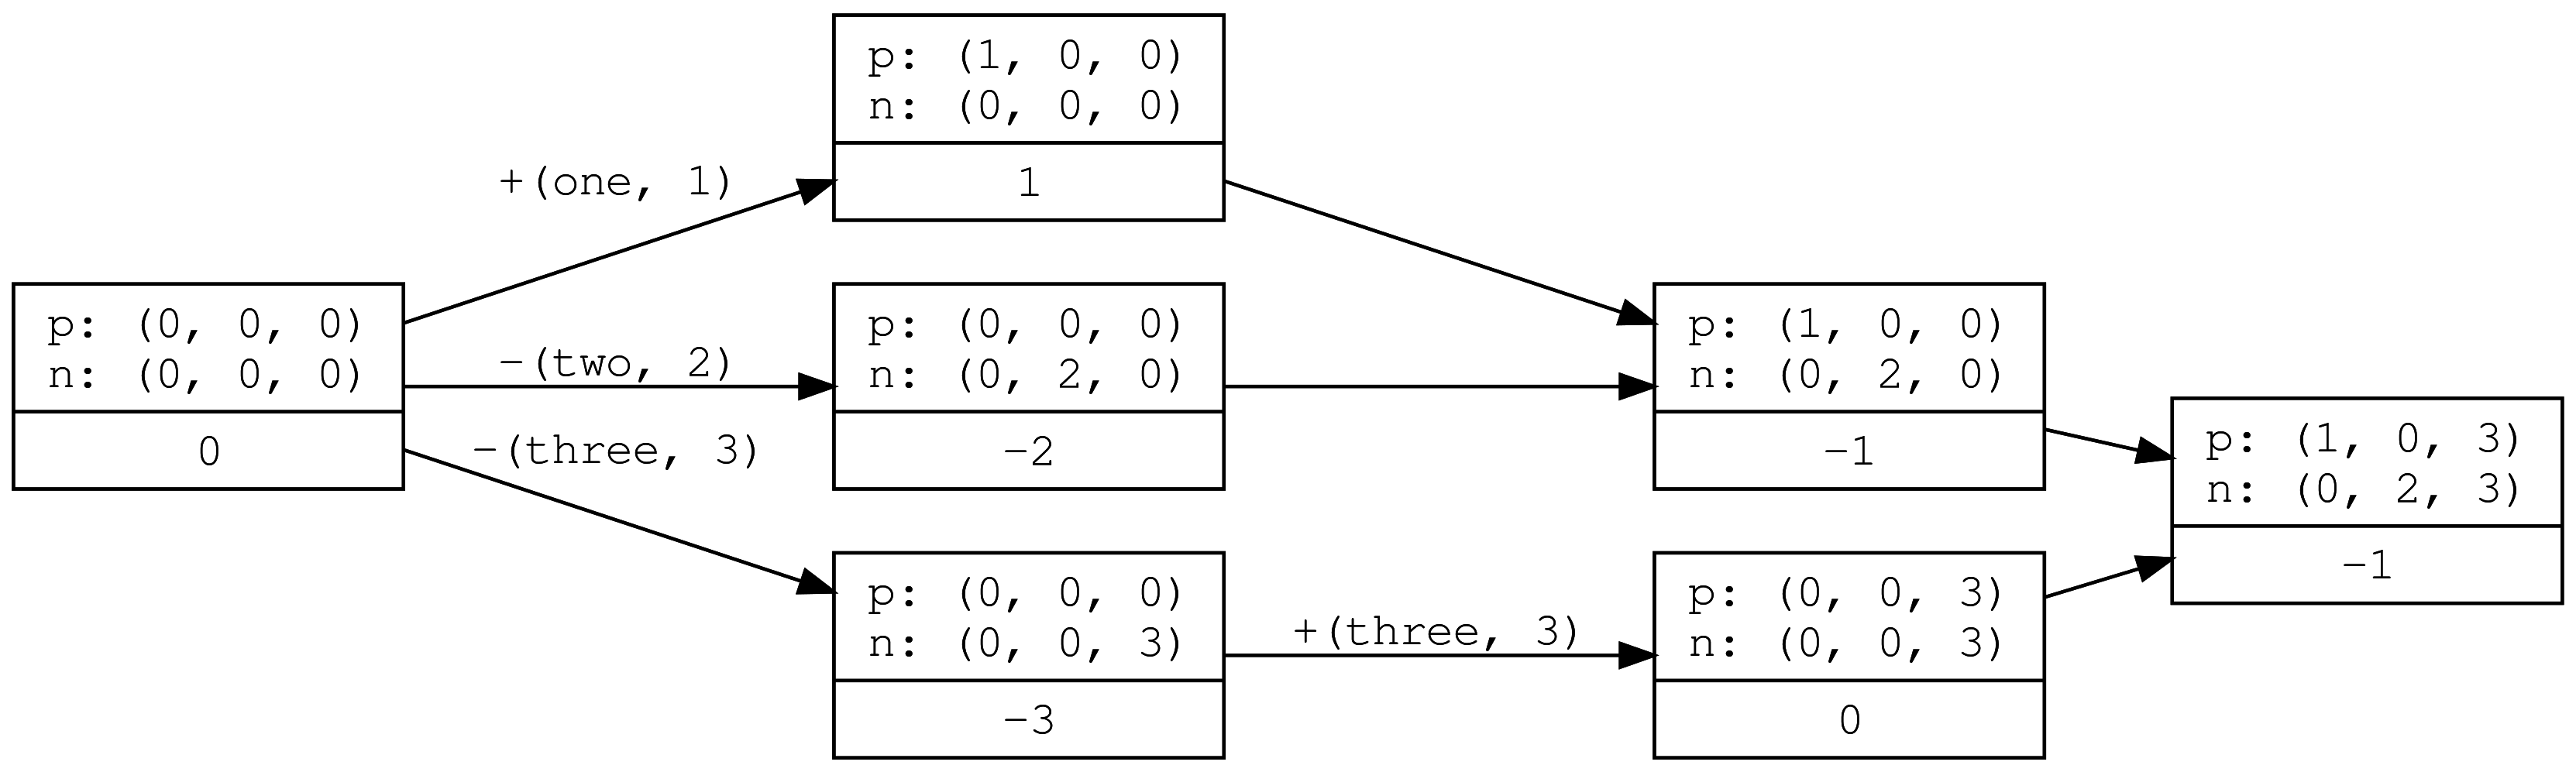 p: (0, 0, 0)
n: (0, 0, 0)
0
+(one, 1)
−(two, 2)
−(three, 3)
p: (1, 0, 0)
n: (0, 0, 0)
1
p: (0, 0, 0)
n: (0, 2, 0)
−2
p: (0, 0, 0)
n: (0, 0, 3)
−3
+(three, 3)
p: (1, 0, 0)
n: (0, 2, 0)
−1
p: (0, 0, 3)
n: (0, 0, 3)
0
p: (1, 0, 3)
n: (0, 2, 3)
−1